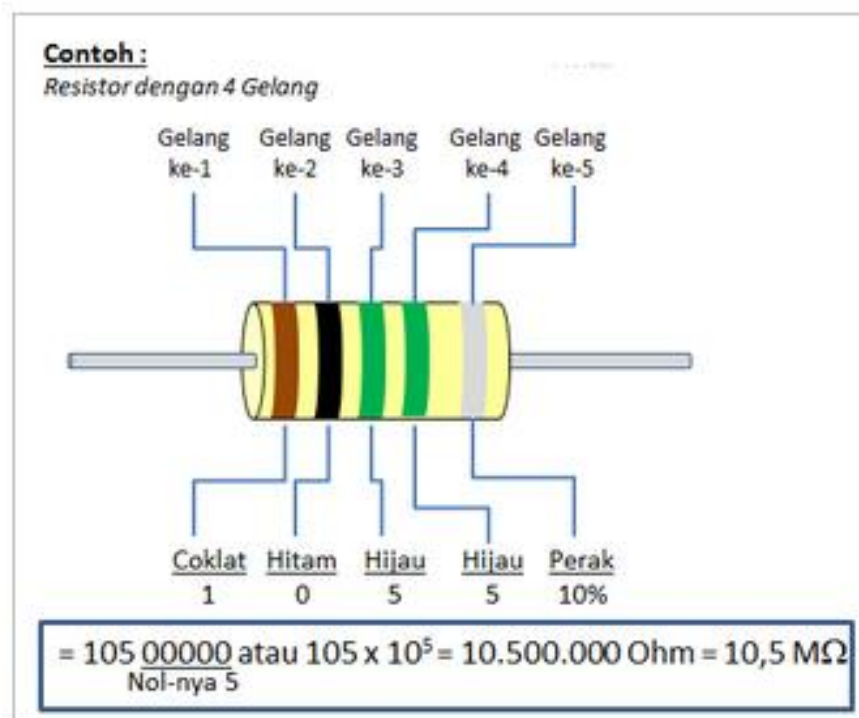 Contoh :
Resistor dengan 4 Gelang
Gelang Gelang Gelang Gelang Gelang
ke-1 ke-2 ke-3 ke-4 ke-5
Coklat Hitam Hijau Hijau Perak
1 0 5 5 10%
= 105 00000 atau 105 x 10⁵ = 10.500.000 Ohm = 10,5 MΩ
Nol-nya 5